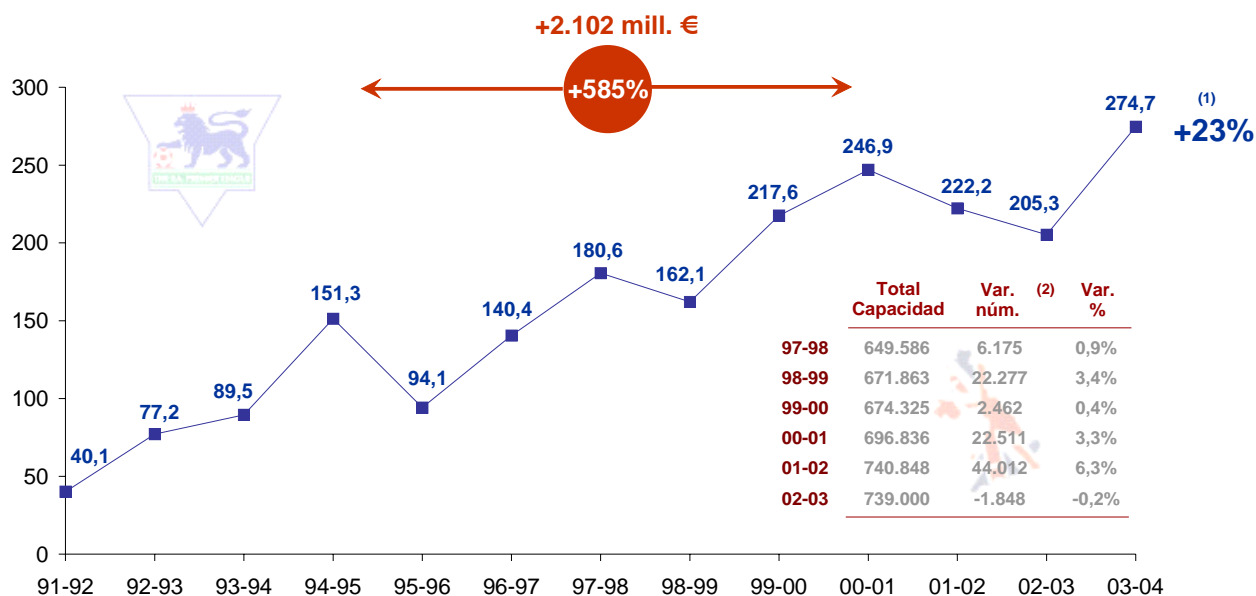 +2.102 mill. €
+585%
(1)
+23%
300
250
200
150
100
50
0
THE F.A. PREMIER LEAGUE
40,1
77,2
89,5
151,3
94,1
140,4
180,6
162,1
217,6
246,9
222,2
205,3
274,7
Total Capacidad Var. núm. (2) Var. %
97-98 649.586 6.175 0,9%
98-99 671.863 22.277 3,4%
99-00 674.325 2.462 0,4%
00-01 696.836 22.511 3,3%
01-02 740.848 44.012 6,3%
02-03 739.000 -1.848 -0,2%
91-92 92-93 93-94 94-95 95-96 96-97 97-98 98-99 99-00 00-01 01-02 02-03 03-04